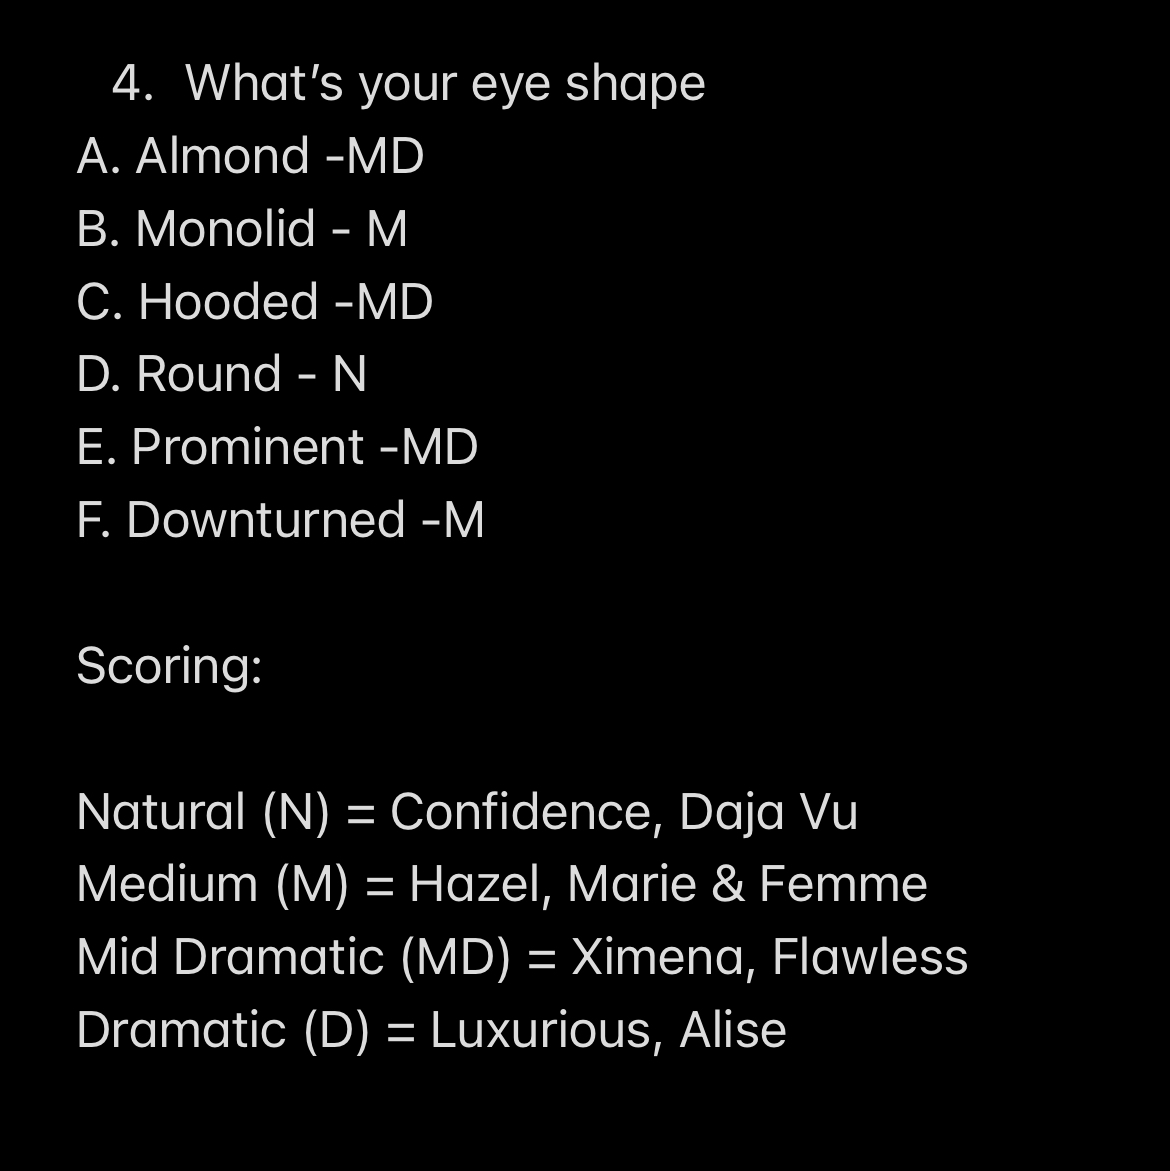 4. What’s your eye shape
A. Almond -MD
B. Monolid - M
C. Hooded -MD
D. Round - N
E. Prominent -MD
F. Downturned -M
Scoring:
Natural (N) = Confidence, Daja Vu
Medium (M) = Hazel, Marie & Femme
Mid Dramatic (MD) = Ximena, Flawless
Dramatic (D) = Luxurious, Alise